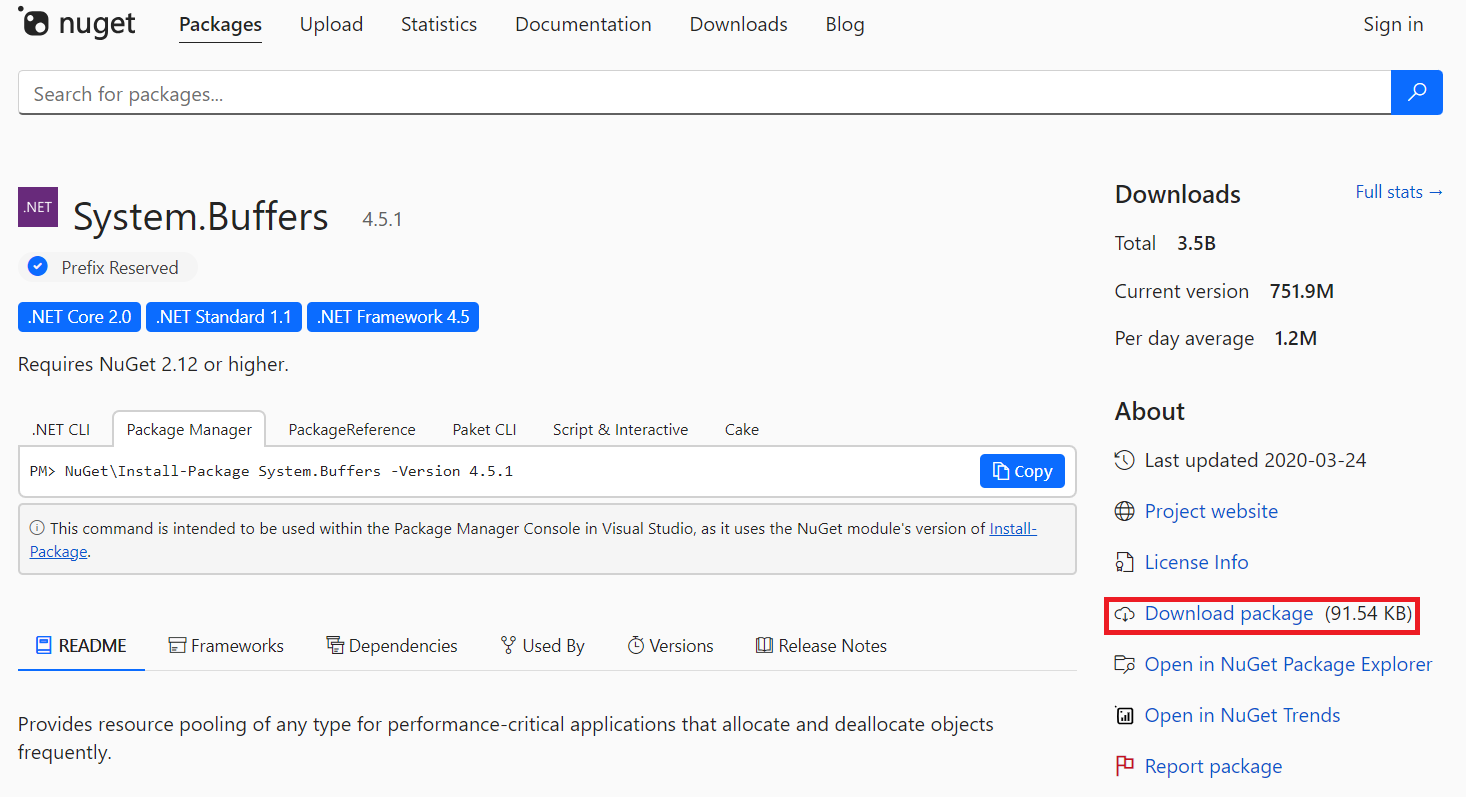 nuget
Packages
Upload
Statistics
Documentation
Downloads
Blog
Sign in
Search for packages...
.NET
System.Buffers 4.5.1
Prefix Reserved
.NET Core 2.0
.NET Standard 1.1
.NET Framework 4.5
Requires NuGet 2.12 or higher.
.NET CLI
Package Manager
PackageReference
Paket CLI
Script & Interactive
Cake
PM> NuGet\Install-Package System.Buffers -Version 4.5.1
Copy
This command is intended to be used within the Package Manager Console in Visual Studio, as it uses the NuGet module's version of Install-
Package.
README
Frameworks
Dependencies
Used By
Versions
Release Notes
Provides resource pooling of any type for performance-critical applications that allocate and deallocate objects
frequently.
Downloads
Full stats →
Total 3.5B
Current version 751.9M
Per day average 1.2M
About
Last updated 2020-03-24
Project website
License Info
Download package (91.54 KB)
Open in NuGet Package Explorer
Open in NuGet Trends
Report package